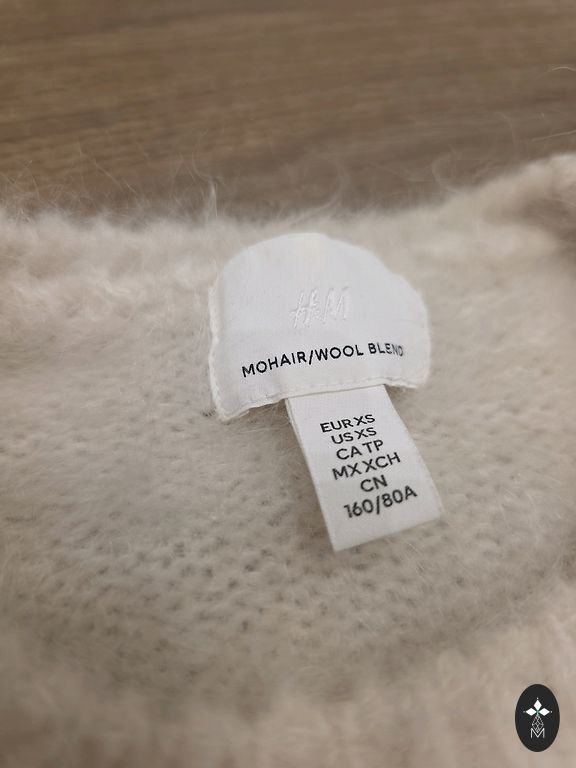 H&M
MOHAIR/WOOL BLEND
EUR XS
US XS
CA TP
MX XCH
CN
160/80A
M